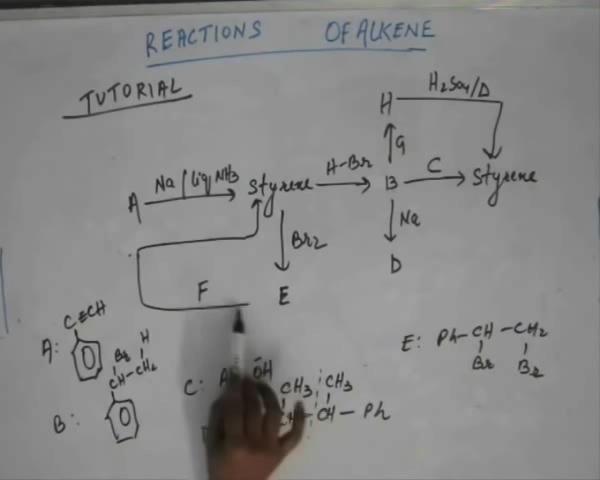 REACTIONS OF ALKENE
TUTORIAL
H H2SO4/Δ
A Na/liq NH3 Styrene H-Br B C Styrene
G
Br2 Na
D
F E
A: C≡CH
B: Br H
CH-CH2
C: OH
CH3 CH3
CH - Ph
E: Ph-CH-CH2
Br Br